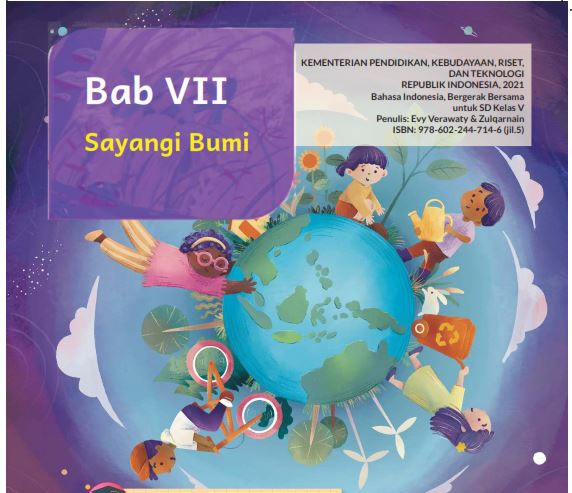 Bab VII
Sayangi Bumi
KEMENTERIAN PENDIDIKAN, KEBUDAYAAN, RISET,
DAN TEKNOLOGI
REPUBLIK INDONESIA, 2021
Bahasa Indonesia, Bergerak Bersama
untuk SD Kelas V
Penulis: Evy Verawaty & Zulqarnain
ISBN: 978-602-244-714-6 (jil.5)